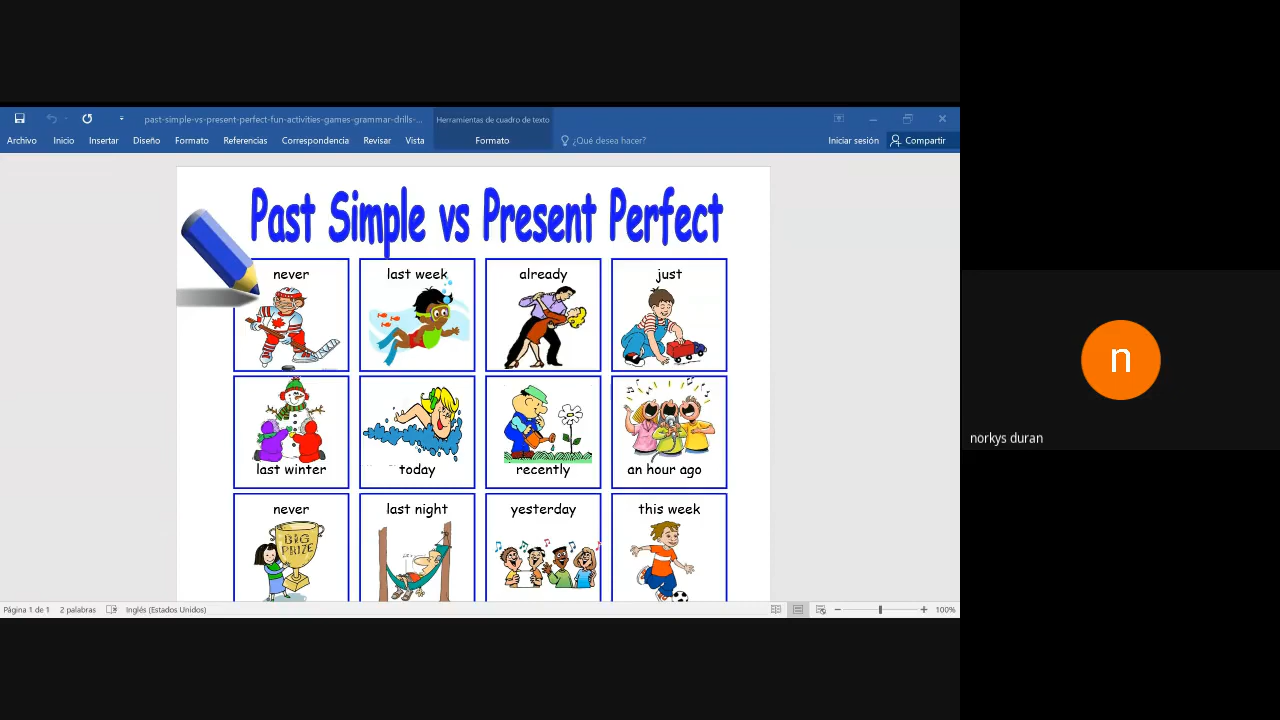 past-simple-vs-present-perfect-fun-activities-games-grammar-drills-...
Herramientas de cuadro de texto
Archivo Inicio Insertar Diseño Formato Referencias Correspondencia Revisar Vista Formato ¿Qué desea hacer? Iniciar sesión Compartir
Past Simple vs Present Perfect
never last week already just
last winter today recently an hour ago
never last night yesterday this week
BIG
PRIZE
n
norkys duran
Página 1 de 1 2 palabras Inglés (Estados Unidos) 100%